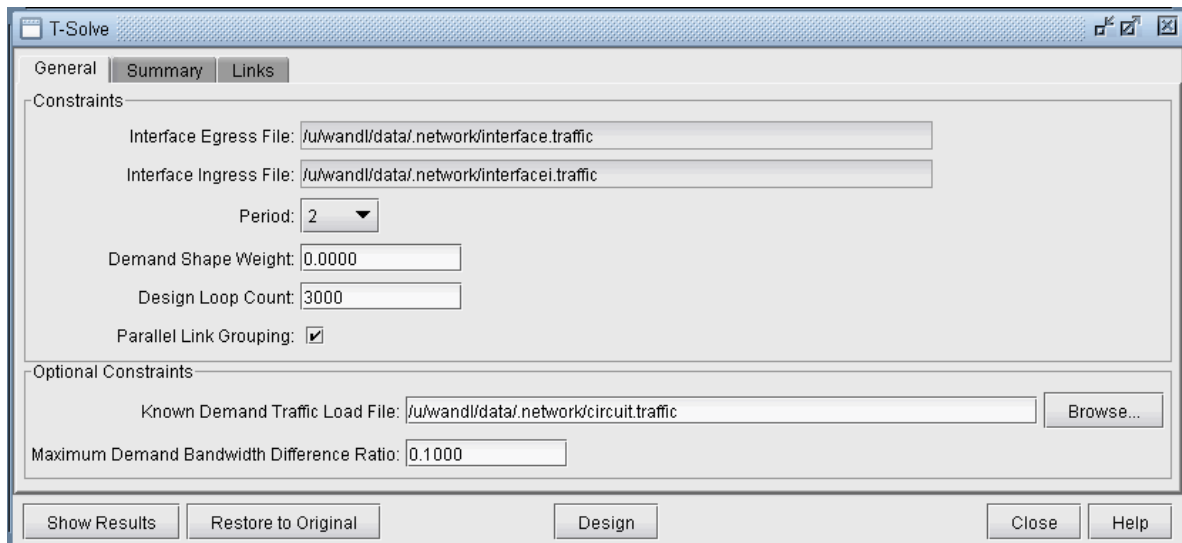 T-Solve
General Summary Links
Constraints
Interface Egress File: /u/wandl/data/.network/interface.traffic
Interface Ingress File: /u/wandl/data/.network/interfacei.traffic
Period: 2
Demand Shape Weight: 0.0000
Design Loop Count: 3000
Parallel Link Grouping:
Optional Constraints
Known Demand Traffic Load File: /u/wandl/data/.network/circuit.traffic Browse...
Maximum Demand Bandwidth Difference Ratio: 0.1000
Show Results Restore to Original Design Close Help